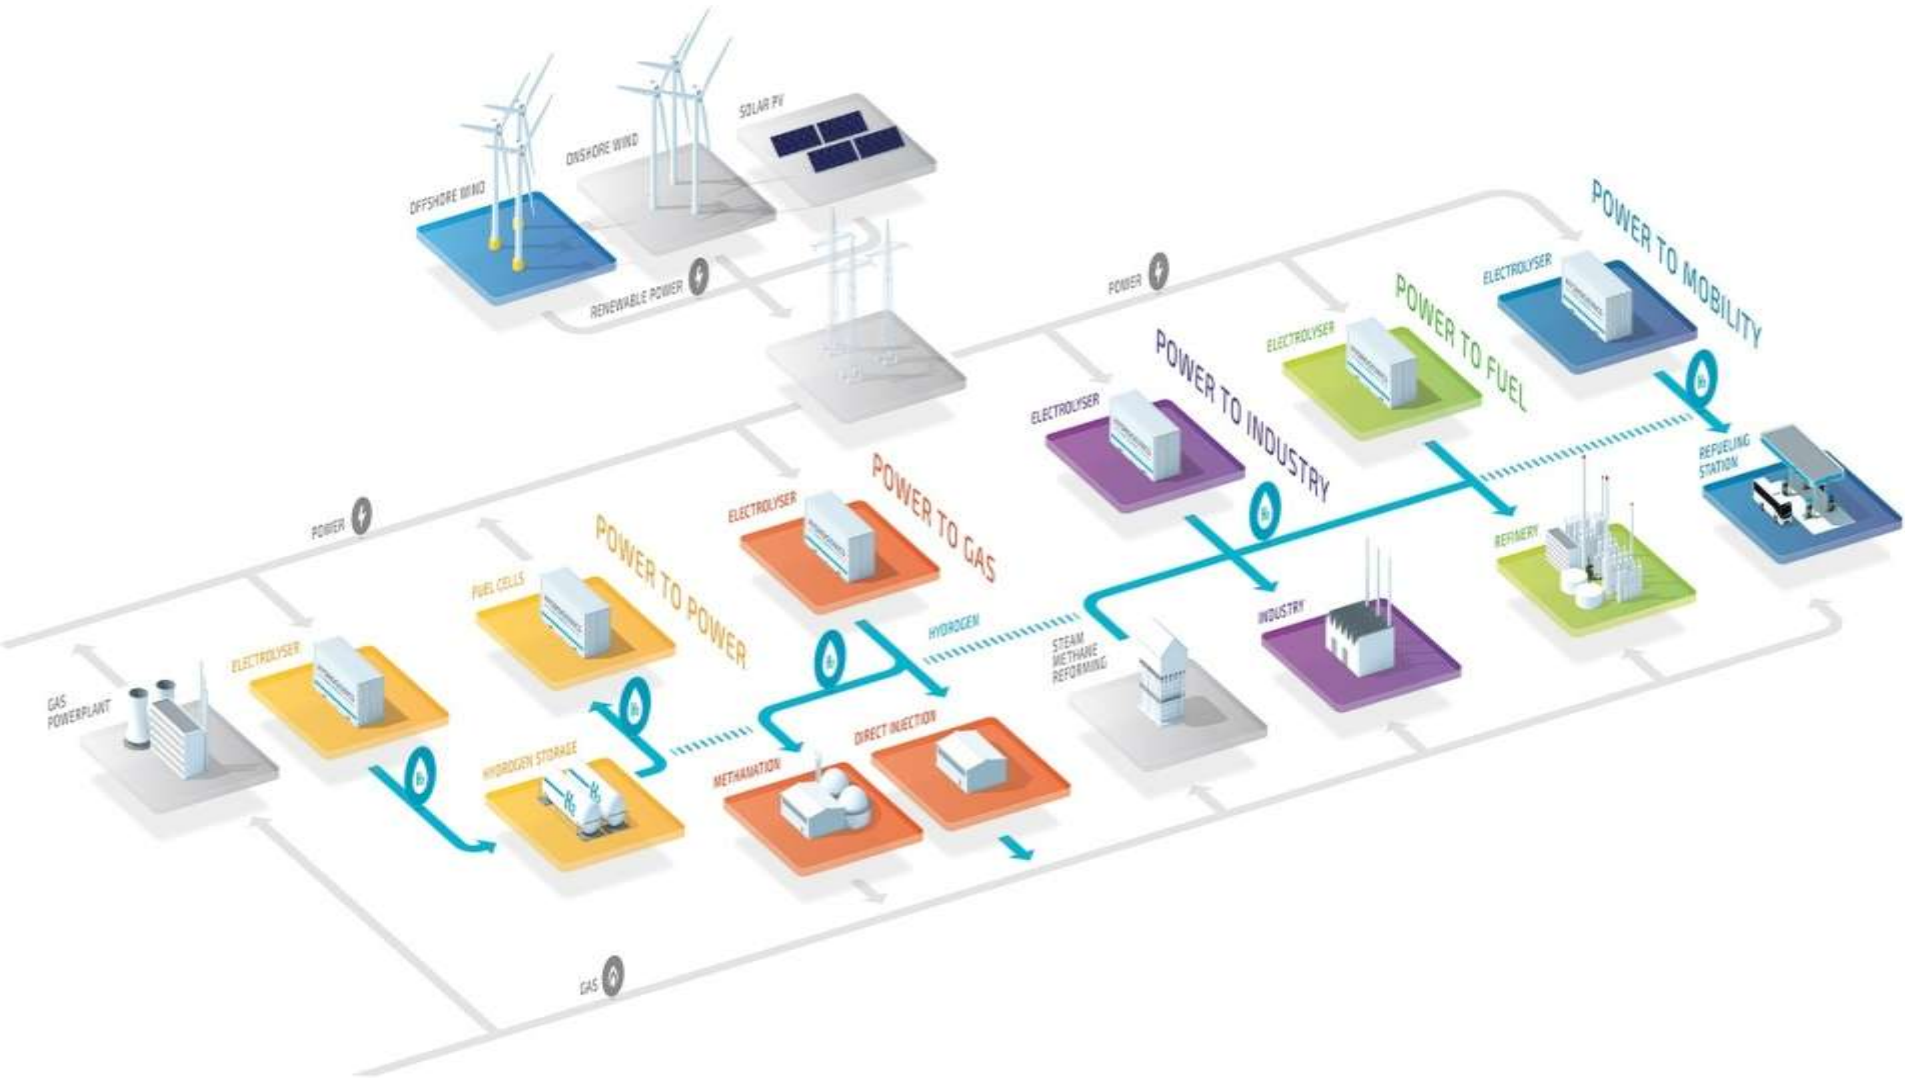 SOLAR PV
ONSHORE WIND
OFFSHORE WIND
RENEWABLE POWER
POWER
POWER TO MOBILITY
ELECTROLYSER
POWER TO FUEL
ELECTROLYSER
POWER TO INDUSTRY
ELECTROLYSER
REFUELING
STATION
POWER TO GAS
ELECTROLYSER
POWER
POWER TO POWER
FUEL CELLS
ELECTROLYSER
REFINERY
INDUSTRY
HYDROGEN
STEAM
METHANE
REFORMING
GAS
POWERPLANT
HYDROGEN STORAGE
H2
METHANATION
DIRECT INJECTION
GAS